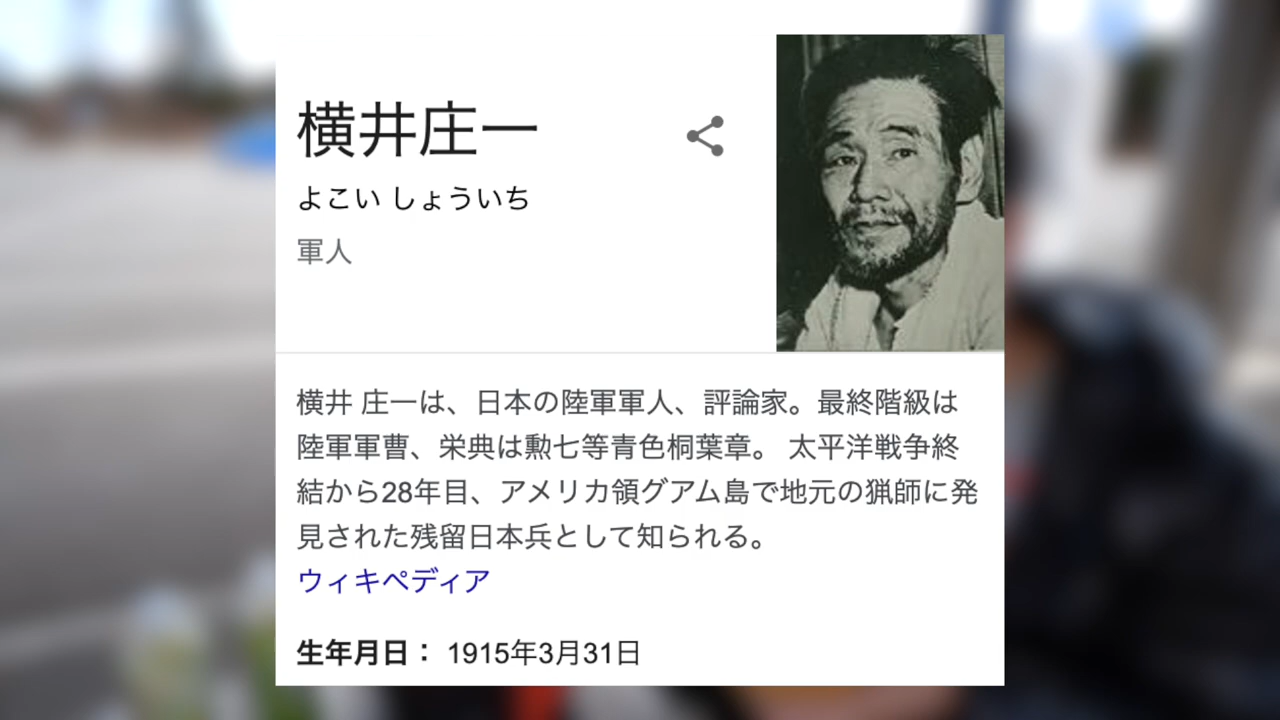 横井庄一
よこい しょういち
軍人
横井 庄一は、日本の陸軍軍人、評論家。最終階級は
陸軍軍曹、栄典は勲七等青色桐葉章。 太平洋戦争終
結から28年目、アメリカ領グアム島で地元の猟師に発
見された残留日本兵として知られる。
ウィキペディア
生年月日： 1915年3月31日